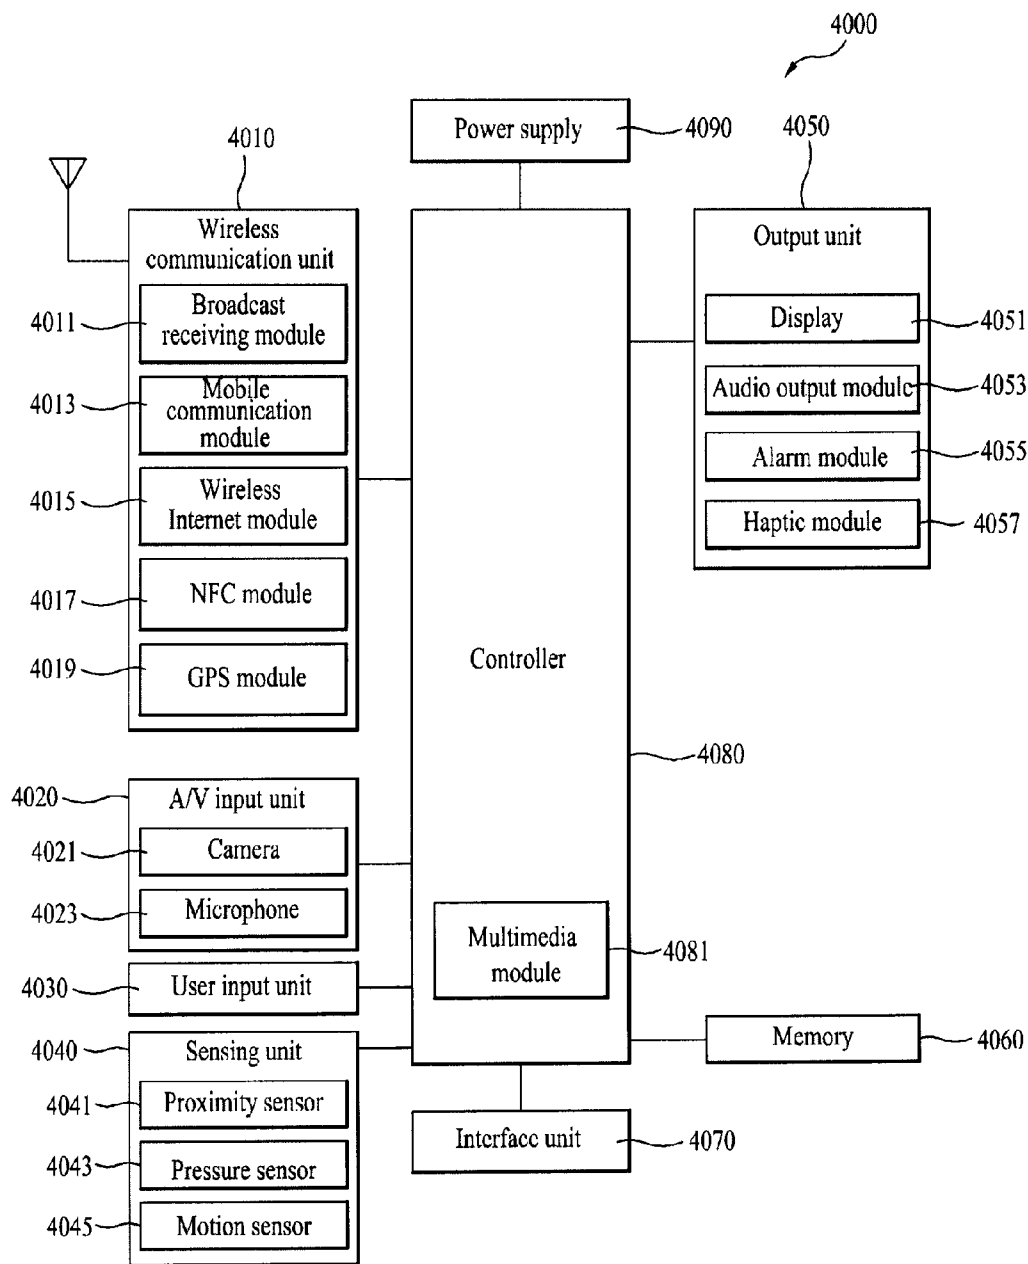 4000
Power supply
4090
4010
4050
Wireless
communication unit
Output unit
4011
Broadcast
receiving module
Display
4051
4013
Mobile
communication
module
Audio output module
4053
Alarm module
4055
4015
Wireless
Internet module
Haptic module
4057
4017
NFC module
4019
GPS module
Controller
4080
4020
A/V input unit
4021
Camera
4023
Microphone
Multimedia
module
4081
4030
User input unit
4040
Sensing unit
Memory
4060
4041
Proximity sensor
Interface unit
4070
4043
Pressure sensor
4045
Motion sensor